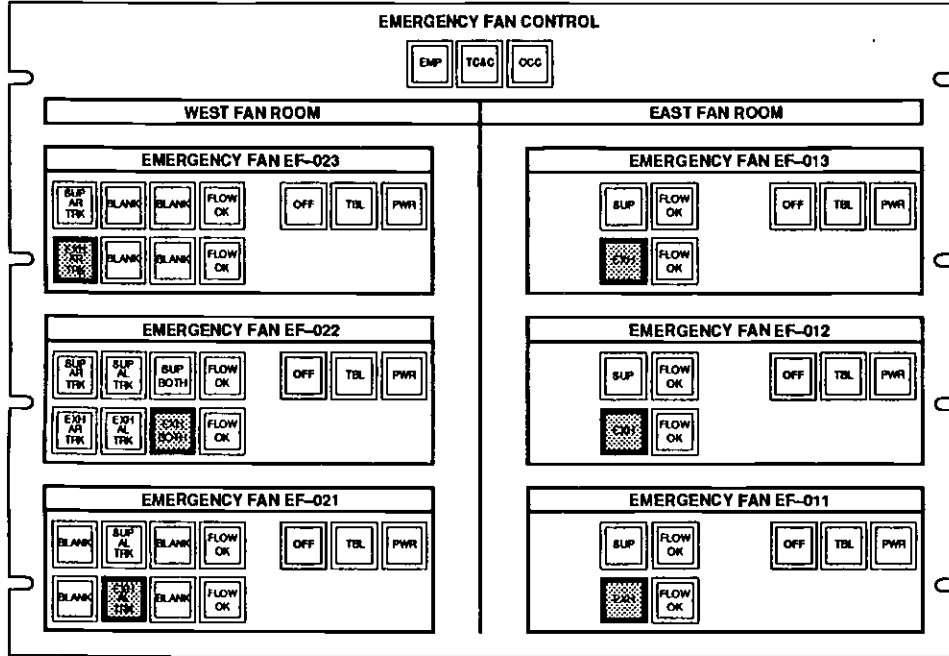 EMERGENCY FAN CONTROL
EMP TC&C OCC
WEST FAN ROOM
EMERGENCY FAN EF-023
SUP AR TRK BLANK BLANK FLOW OK OFF TBL PWR
EXH AR TRK BLANK BLANK FLOW OK
EMERGENCY FAN EF-022
SUP AR TRK SUP AL TRK SUP BOTH FLOW OK OFF TBL PWR
EXH AR TRK EXH AL TRK EXH BOTH FLOW OK
EMERGENCY FAN EF-021
BLANK SUP AL TRK BLANK FLOW OK OFF TBL PWR
BLANK EXH AL TRK BLANK FLOW OK
EAST FAN ROOM
EMERGENCY FAN EF-013
SUP FLOW OK OFF TBL PWR
EXH FLOW OK
EMERGENCY FAN EF-012
SUP FLOW OK OFF TBL PWR
EXH FLOW OK
EMERGENCY FAN EF-011
SUP FLOW OK OFF TBL PWR
EXH FLOW OK